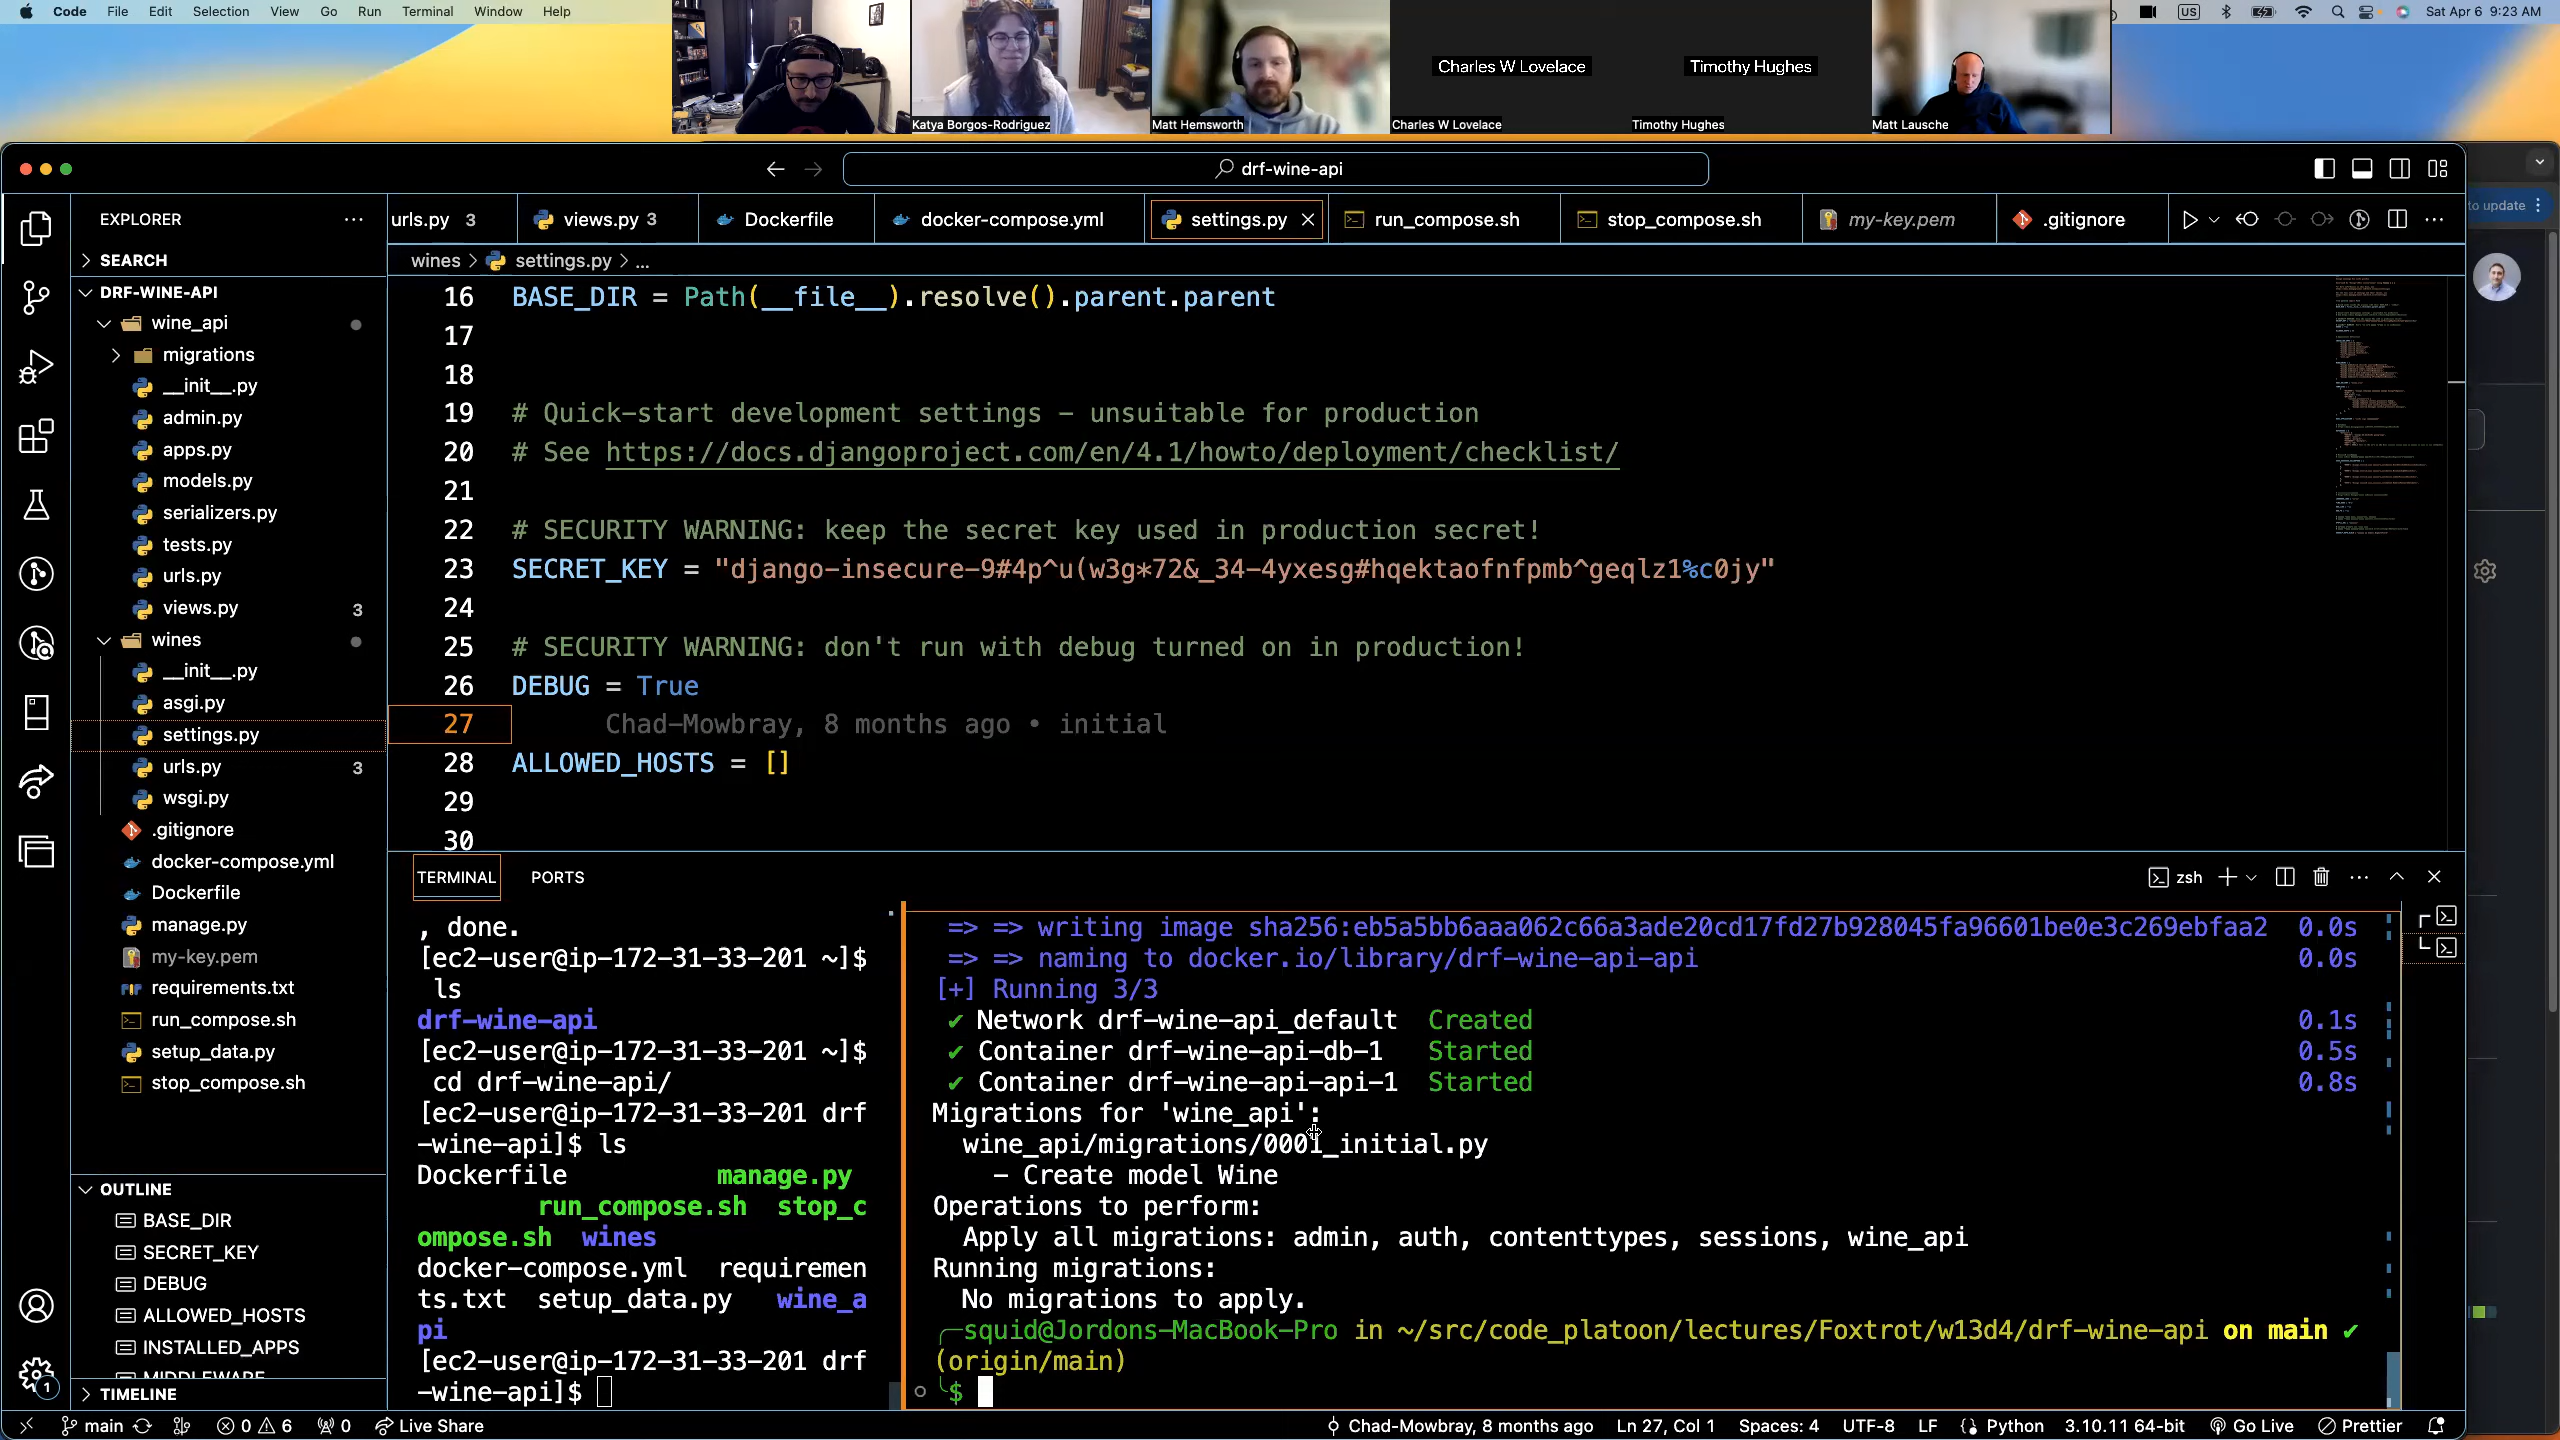 Code File Edit Selection View Go Run Terminal Window Help
US
Sat Apr 6 9:23 AM
Charles W Lovelace
Timothy Hughes
Katya Borgos-Rodriguez
Matt Hemsworth
Charles W Lovelace
Timothy Hughes
Matt Lausche
drf-wine-api
to update
EXPLORER
urls.py 3
views.py 3
Dockerfile
docker-compose.yml
settings.py
run_compose.sh
stop_compose.sh
my-key.pem
.gitignore
wines > settings.py > ...
SEARCH
DRF-WINE-API
wine_api
migrations
__init__.py
admin.py
apps.py
models.py
serializers.py
tests.py
urls.py
views.py 3
wines
__init__.py
asgi.py
settings.py
urls.py 3
wsgi.py
.gitignore
docker-compose.yml
Dockerfile
manage.py
my-key.pem
requirements.txt
run_compose.sh
setup_data.py
stop_compose.sh
OUTLINE
BASE_DIR
SECRET_KEY
DEBUG
ALLOWED_HOSTS
INSTALLED_APPS
MIDDLEWARE
TIMELINE
16 BASE_DIR = Path(__file__).resolve().parent.parent
17
18
19 # Quick-start development settings - unsuitable for production
20 # See https://docs.djangoproject.com/en/4.1/howto/deployment/checklist/
21
22 # SECURITY WARNING: keep the secret key used in production secret!
23 SECRET_KEY = "django-insecure-9#4p^u(w3g*72&_34-4yxesg#hqektaofnfpmb^geqlz1%c0jy"
24
25 # SECURITY WARNING: don't run with debug turned on in production!
26 DEBUG = True
27 Chad-Mowbray, 8 months ago • initial
28 ALLOWED_HOSTS = []
29
30
TERMINAL PORTS
zsh
, done.
[ec2-user@ip-172-31-33-201 ~]$
ls
drf-wine-api
[ec2-user@ip-172-31-33-201 ~]$
cd drf-wine-api/
[ec2-user@ip-172-31-33-201 drf
-wine-api]$ ls
Dockerfile manage.py
run_compose.sh stop_c
ompose.sh wines
docker-compose.yml requiremen
ts.txt setup_data.py wine_a
pi
[ec2-user@ip-172-31-33-201 drf
-wine-api]$
=> => writing image sha256:eb5a5bb6aaa062c66a3ade20cd17fd27b928045fa96601be0e3c269ebfaa2 0.0s
=> => naming to docker.io/library/drf-wine-api-api 0.0s
[+] Running 3/3
✔ Network drf-wine-api_default Created 0.1s
✔ Container drf-wine-api-db-1 Started 0.5s
✔ Container drf-wine-api-api-1 Started 0.8s
Migrations for 'wine_api':
wine_api/migrations/0001_initial.py
- Create model Wine
Operations to perform:
Apply all migrations: admin, auth, contenttypes, sessions, wine_api
Running migrations:
No migrations to apply.
╭─squid@Jordons-MacBook-Pro in ~/src/code_platoon/lectures/Foxtrot/w13d4/drf-wine-api on main ✔
(origin/main)
╰$
1
main
0 6
0
Live Share
Chad-Mowbray, 8 months ago
Ln 27, Col 1
Spaces: 4
UTF-8
LF
Python
3.10.11 64-bit
Go Live
Prettier